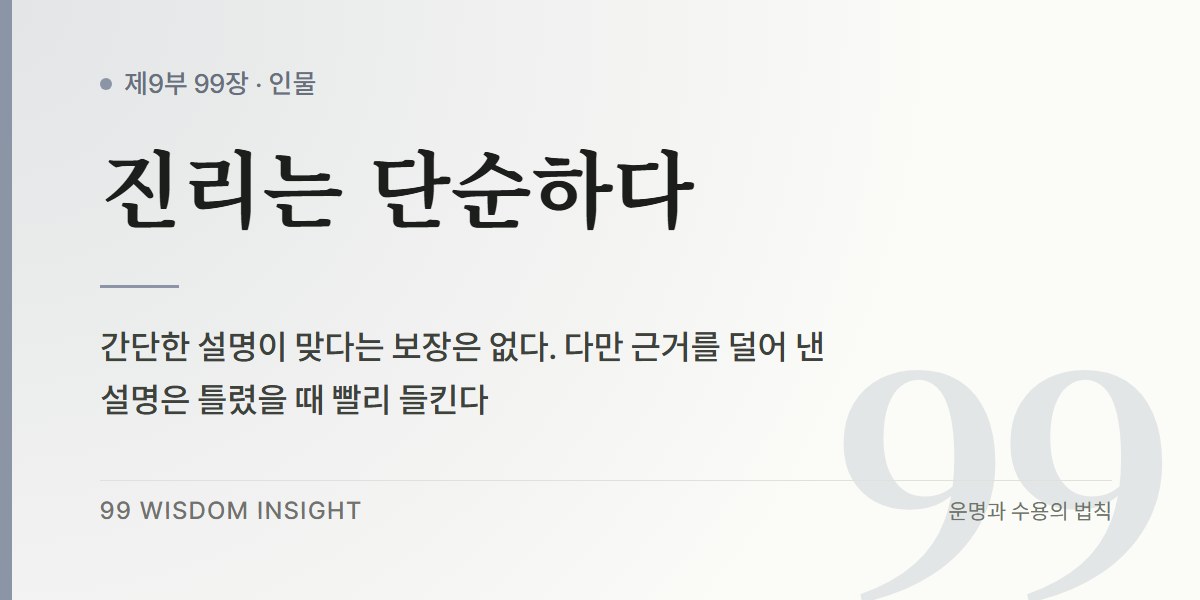 제9부 99장 · 인물
진리는 단순하다
간단한 설명이 맞다는 보장은 없다. 다만 근거를 덜어 낸
설명은 틀렸을 때 빨리 들킨다
99 WISDOM INSIGHT
운명과 수용의 법칙
99